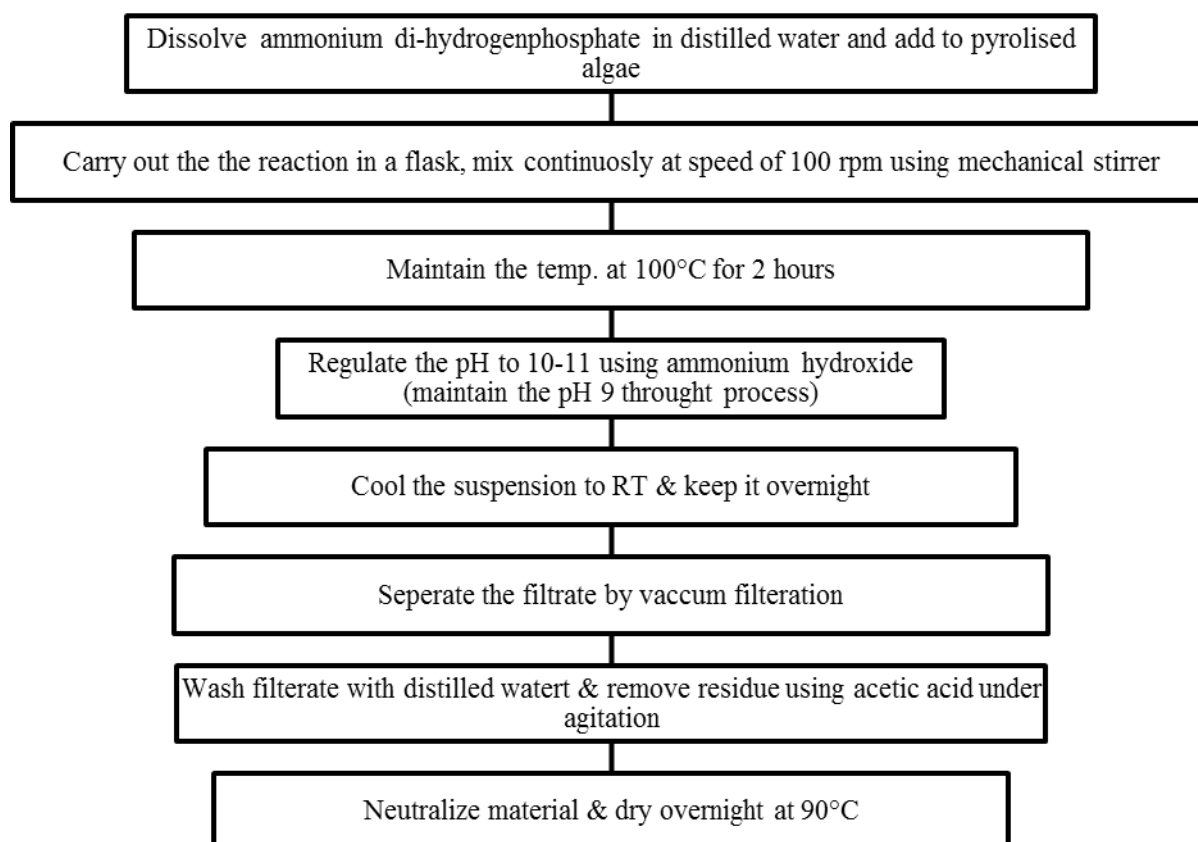 Dissolve ammonium di-hydrogenphosphate in distilled water and add to pyrolised
algae
Carry out the the reaction in a flask, mix continuosly at speed of 100 rpm using mechanical stirrer
Maintain the temp. at 100°C for 2 hours
Regulate the pH to 10-11 using ammonium hydroxide
(maintain the pH 9 throught process)
Cool the suspension to RT & keep it overnight
Seperate the filtrate by vaccum filteration
Wash filterate with distilled watert & remove residue using acetic acid under
agitation
Neutralize material & dry overnight at 90°C